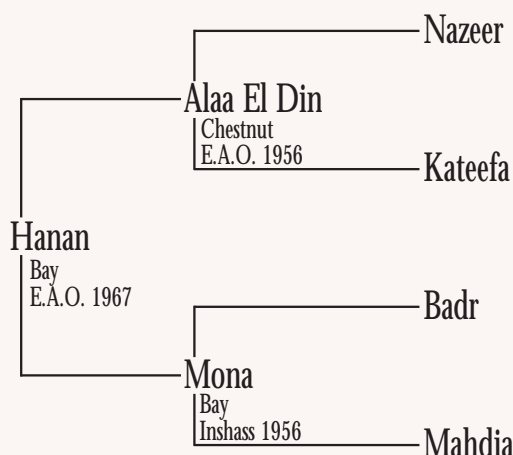 Nazeer
Alaa El Din
Chestnut
E.A.O. 1956
Kateefa
Hanan
Bay
E.A.O. 1967
Badr
Mona
Bay
Inshass 1956
Mahdia